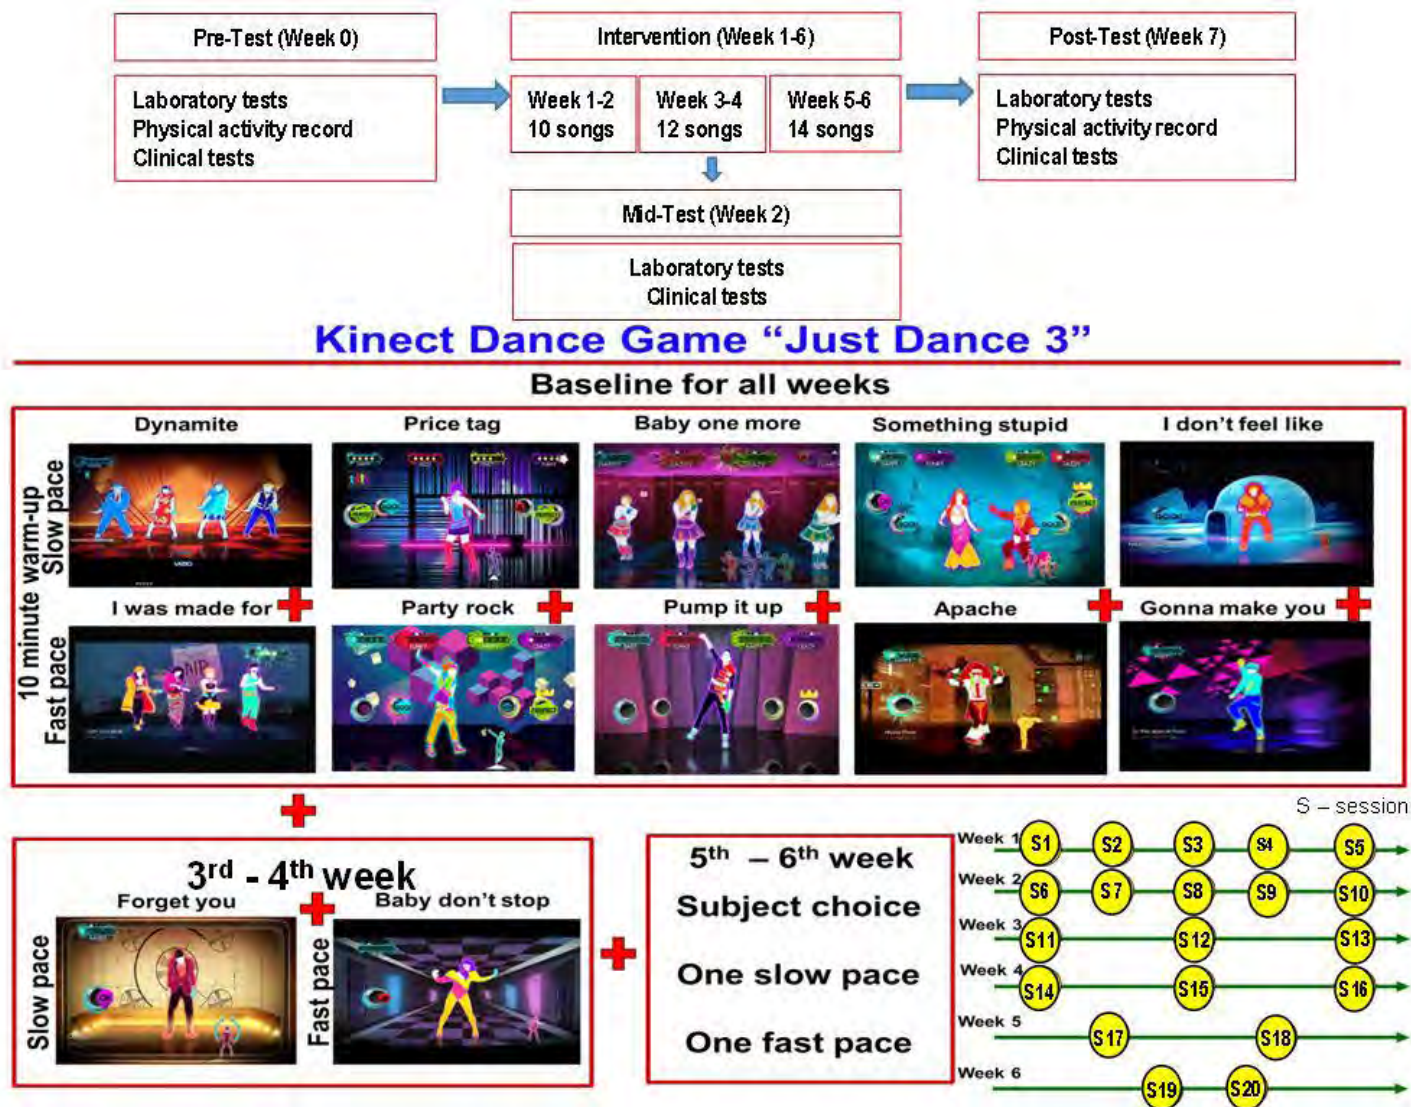 Pre-Test (Week 0)
Laboratory tests
Physical activity record
Clinical tests
Intervention (Week 1-6)
Week 1-2
10 songs
Week 3-4
12 songs
Week 5-6
14 songs
Post-Test (Week 7)
Laboratory tests
Physical activity record
Clinical tests
Mid-Test (Week 2)
Laboratory tests
Clinical tests
Kinect Dance Game “Just Dance 3”
Baseline for all weeks
10 minute warm-up
Slow pace
Dynamite
Price tag
Baby one more
Something stupid
I don’t feel like
Fast pace
I was made for
Party rock
Pump it up
Apache
Gonna make you
3rd - 4th week
Slow pace
Forget you
Fast pace
Baby don’t stop
5th – 6th week
Subject choice
One slow pace
One fast pace
S – session
Week 1 S1 S2 S3 S4 S5
Week 2 S6 S7 S8 S9 S10
Week 3 S11 S12 S13
Week 4 S14 S15 S16
Week 5 S17 S18
Week 6 S19 S20